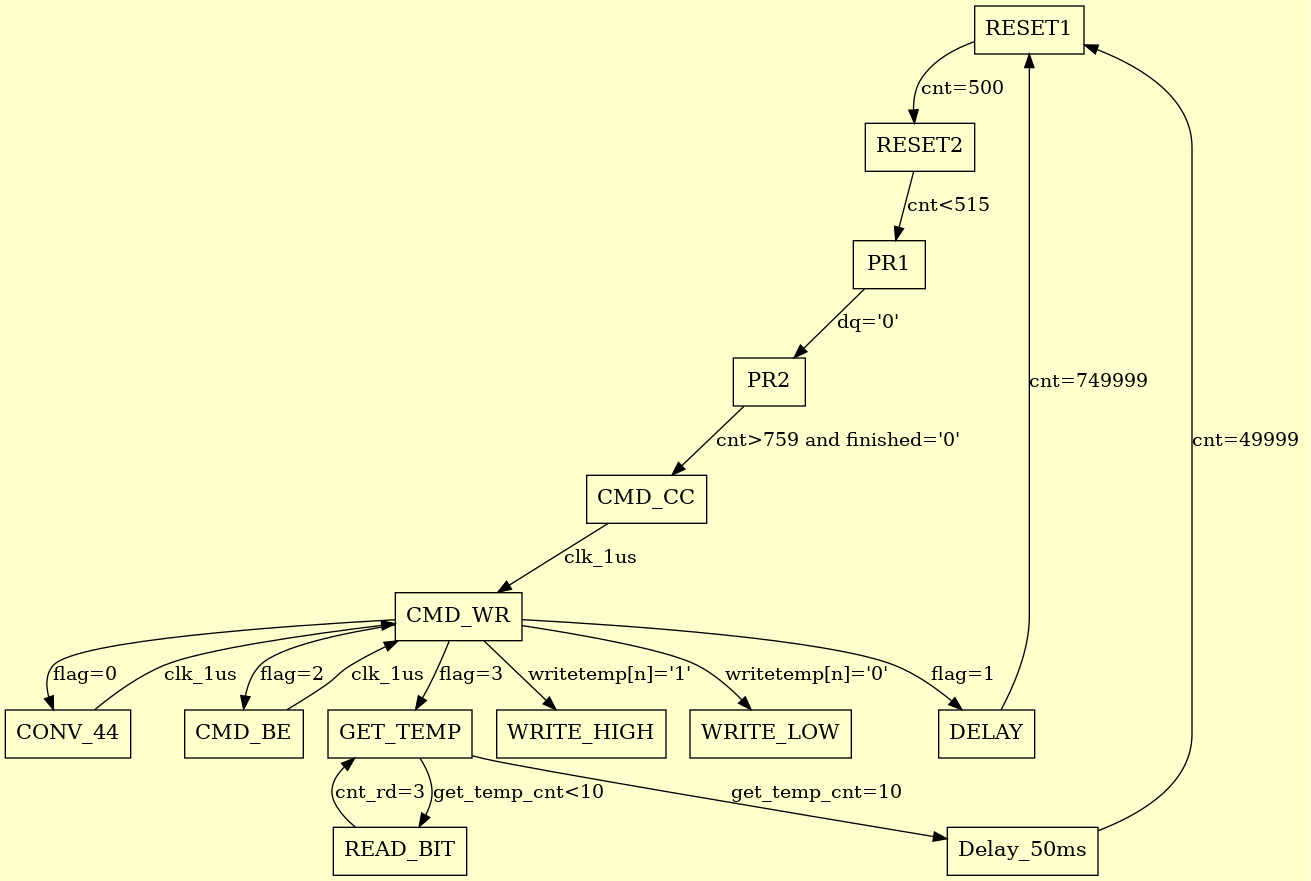 RESET1
cnt=500
RESET2
cnt<515
PR1
dq='0'
PR2
cnt=749999
cnt>759 and finished='0'
cnt=49999
CMD_CC
clk_1us
CMD_WR
flag=0
clk_1us
flag=2
clk_1us
flag=3
writetemp[n]='1'
writetemp[n]='0'
flag=1
CONV_44
CMD_BE
GET_TEMP
WRITE_HIGH
WRITE_LOW
DELAY
cnt_rd=3
get_temp_cnt<10
get_temp_cnt=10
READ_BIT
Delay_50ms